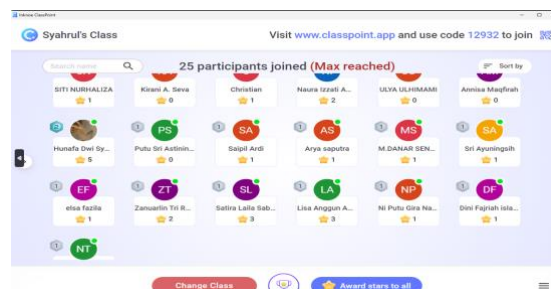 Inknoe ClassPoint
Syahrul's Class
Visit www.classpoint.app and use code 12932 to join
Search name
25 participants joined (Max reached)
Sort by
SITI NURHALIZA Kirani A. Seva Christian Naura Izzati A... ULYA ULHIMAMI Annisa Maqfirah
1 0 1 2 0 0
PS SA AS MS SA
Hunafa Dwi Sy... Putu Sri Astinin... Saipil Ardi Arya saputra M.DANAR SEN... Sri Ayuningsih
5 0 1 1 1 1
EF ZT SL LA NP DF
elsa fazila Zanuarlin Tri R... Satira Laila Sab... Lisa Anggun A... Ni Putu Gira Na... Dini Fajriah isla...
1 2 3 3 1 1
NT
Change Class
Award stars to all